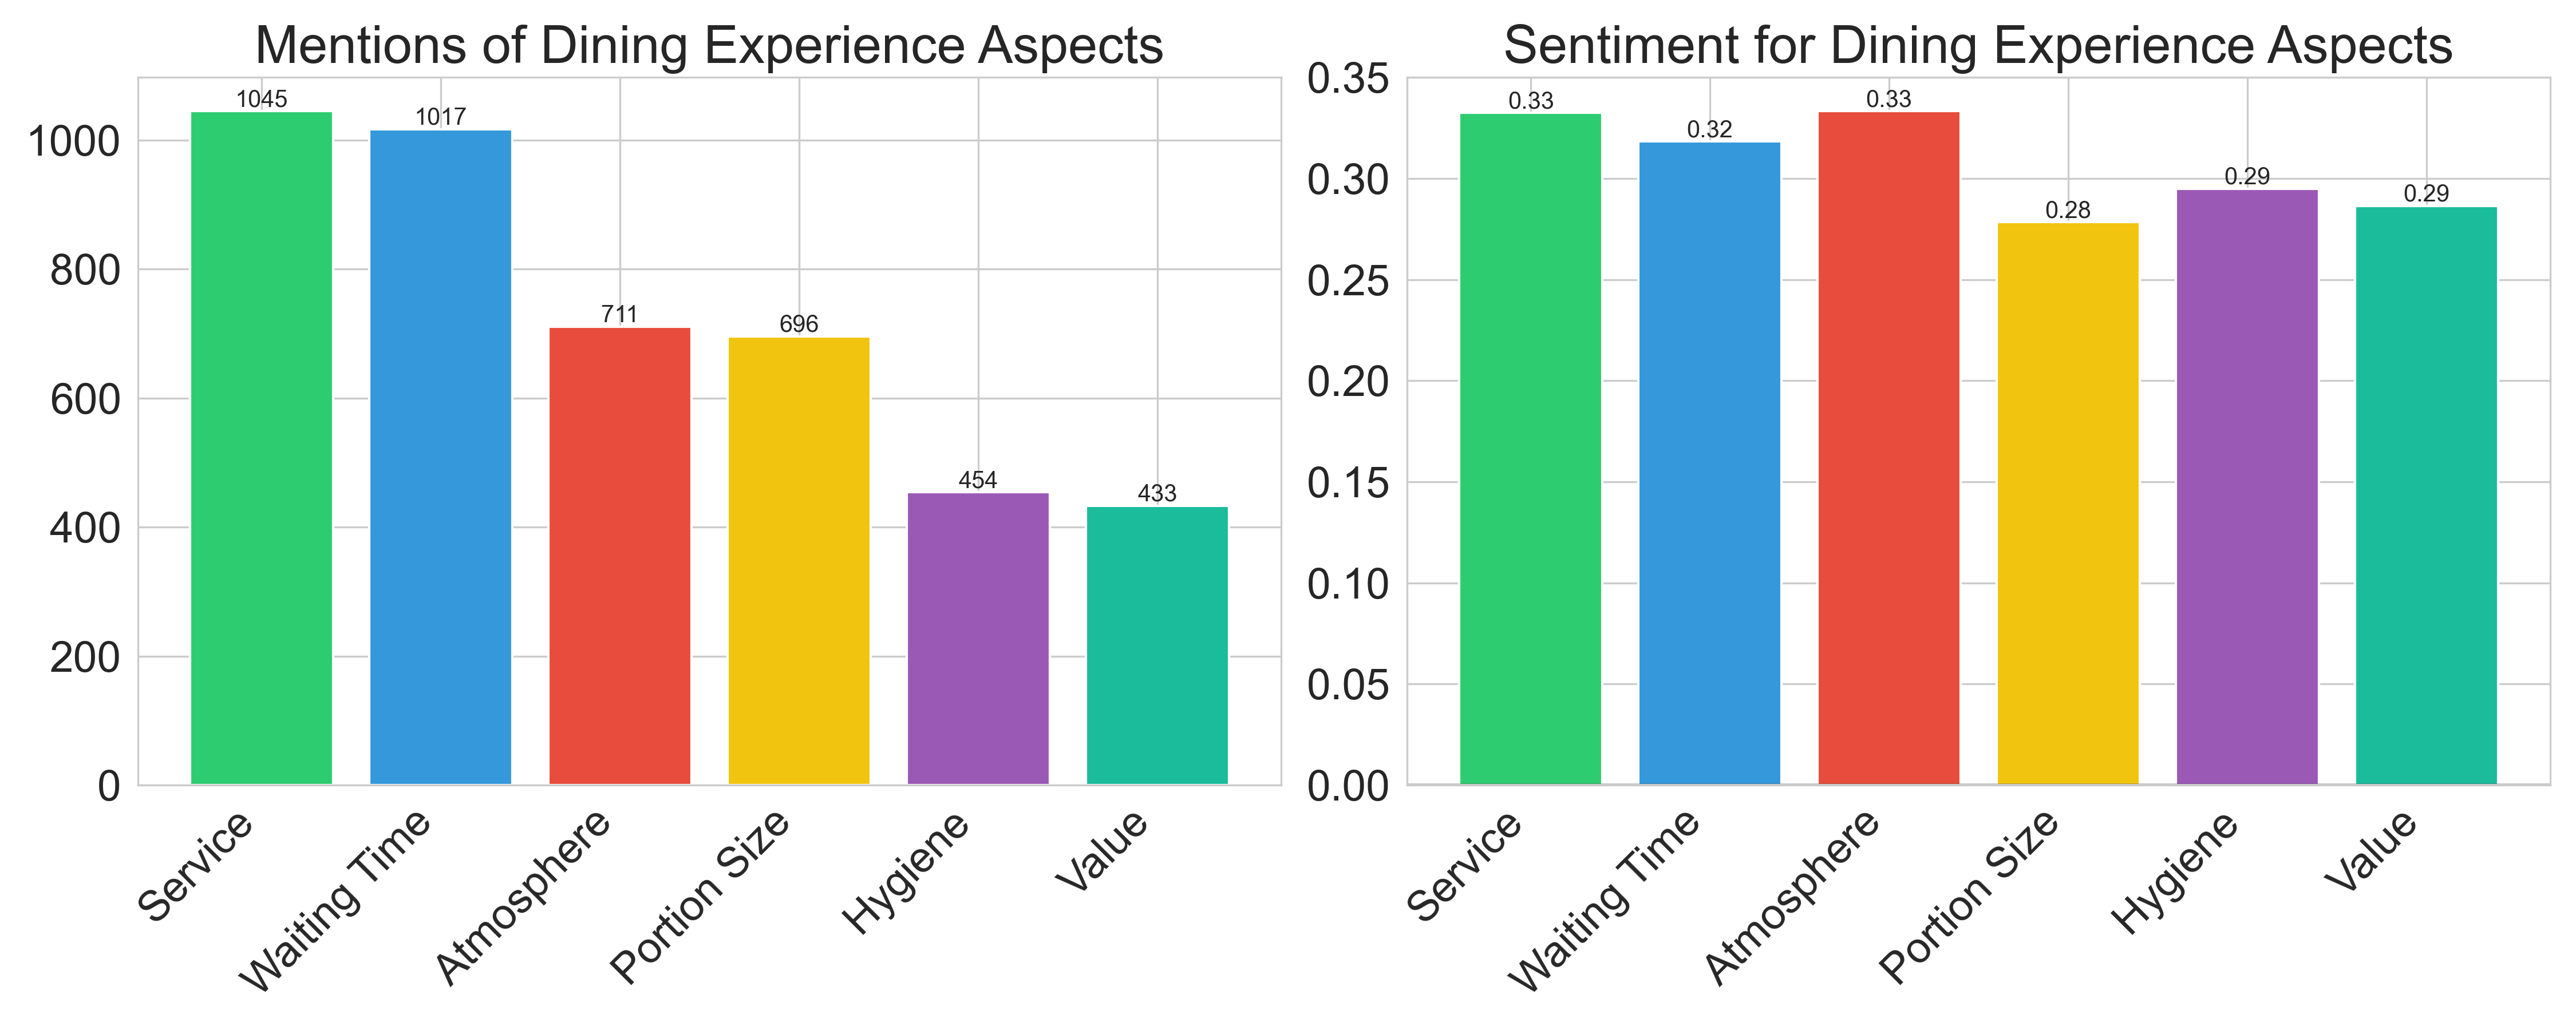 Mentions of Dining Experience Aspects
1045
1017
711
696
454
433
1000
800
600
400
200
0
Service
Waiting Time
Atmosphere
Portion Size
Hygiene
Value
Sentiment for Dining Experience Aspects
0.33
0.32
0.33
0.28
0.29
0.29
0.35
0.30
0.25
0.20
0.15
0.10
0.05
0.00
Service
Waiting Time
Atmosphere
Portion Size
Hygiene
Value